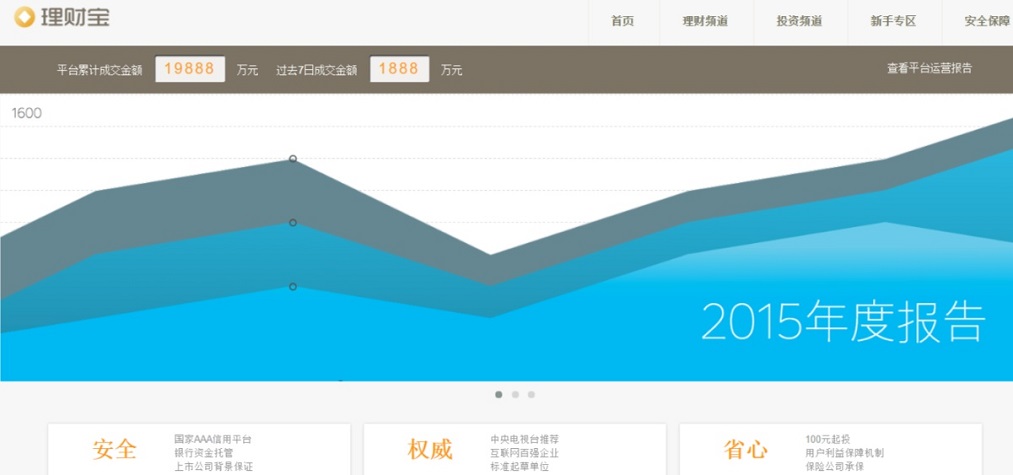 理财宝
首页 理财频道 投资频道 新手专区 安全保障
平台累计成交金额 19888 万元 过去7日成交金额 1888 万元 查看平台运营报告
1600
2015年度报告
安全
国家AAA信用平台
银行资金托管
上市公司背景保证
权威
中央电视台推荐
互联网百强企业
标准起草单位
省心
100元起投
用户利益保障机制
保险公司承保